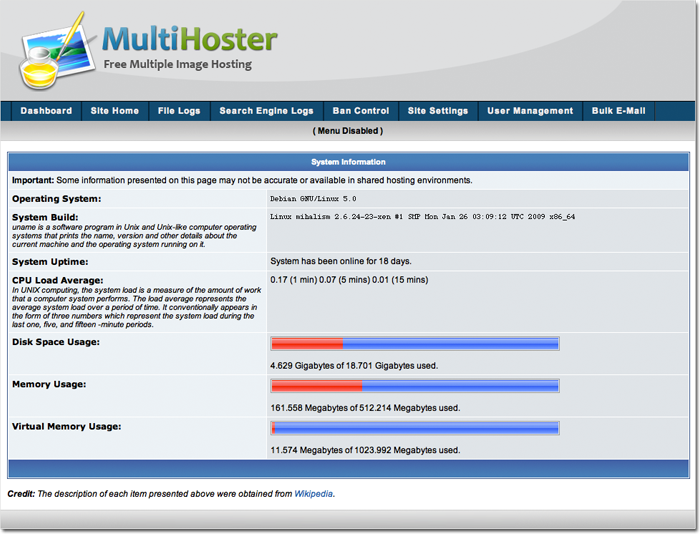 MultiHoster
Free Multiple Image Hosting
Dashboard Site Home File Logs Search Engine Logs Ban Control Site Settings User Management Bulk E-Mail
( Menu Disabled )
System Information
Important: Some information presented on this page may not be accurate or available in shared hosting environments.
Operating System: Debian GNU/Linux 5.0
System Build: Linux mihalism 2.6.24-23-xen #1 SMP Mon Jan 26 03:09:12 UTC 2009 x86_64
uname is a software program in Unix and Unix-like computer operating
systems that prints the name, version and other details about the
current machine and the operating system running on it.
System Uptime: System has been online for 18 days.
CPU Load Average: 0.17 (1 min) 0.07 (5 mins) 0.01 (15 mins)
In UNIX computing, the system load is a measure of the amount of work
that a computer system performs. The load average represents the
average system load over a period of time. It conventionally appears in
the form of three numbers which represent the system load during the
last one, five, and fifteen -minute periods.
Disk Space Usage:
4.629 Gigabytes of 18.701 Gigabytes used.
Memory Usage:
161.558 Megabytes of 512.214 Megabytes used.
Virtual Memory Usage:
11.574 Megabytes of 1023.992 Megabytes used.
Credit: The description of each item presented above were obtained from Wikipedia.